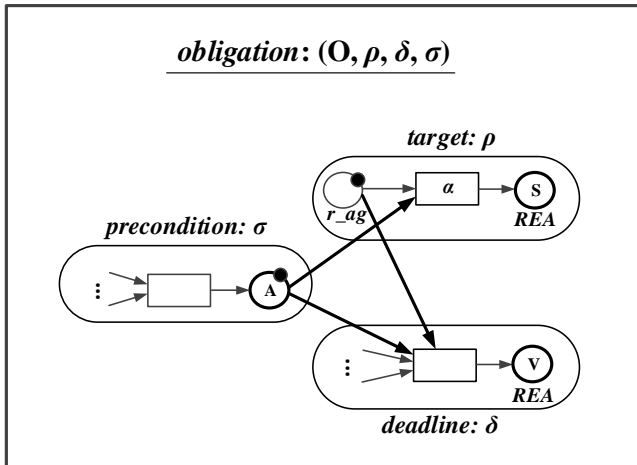 obligation: (O, ρ, δ, σ)
target: ρ
α
S
r_ag
REA
precondition: σ
...
A
...
V
REA
deadline: δ